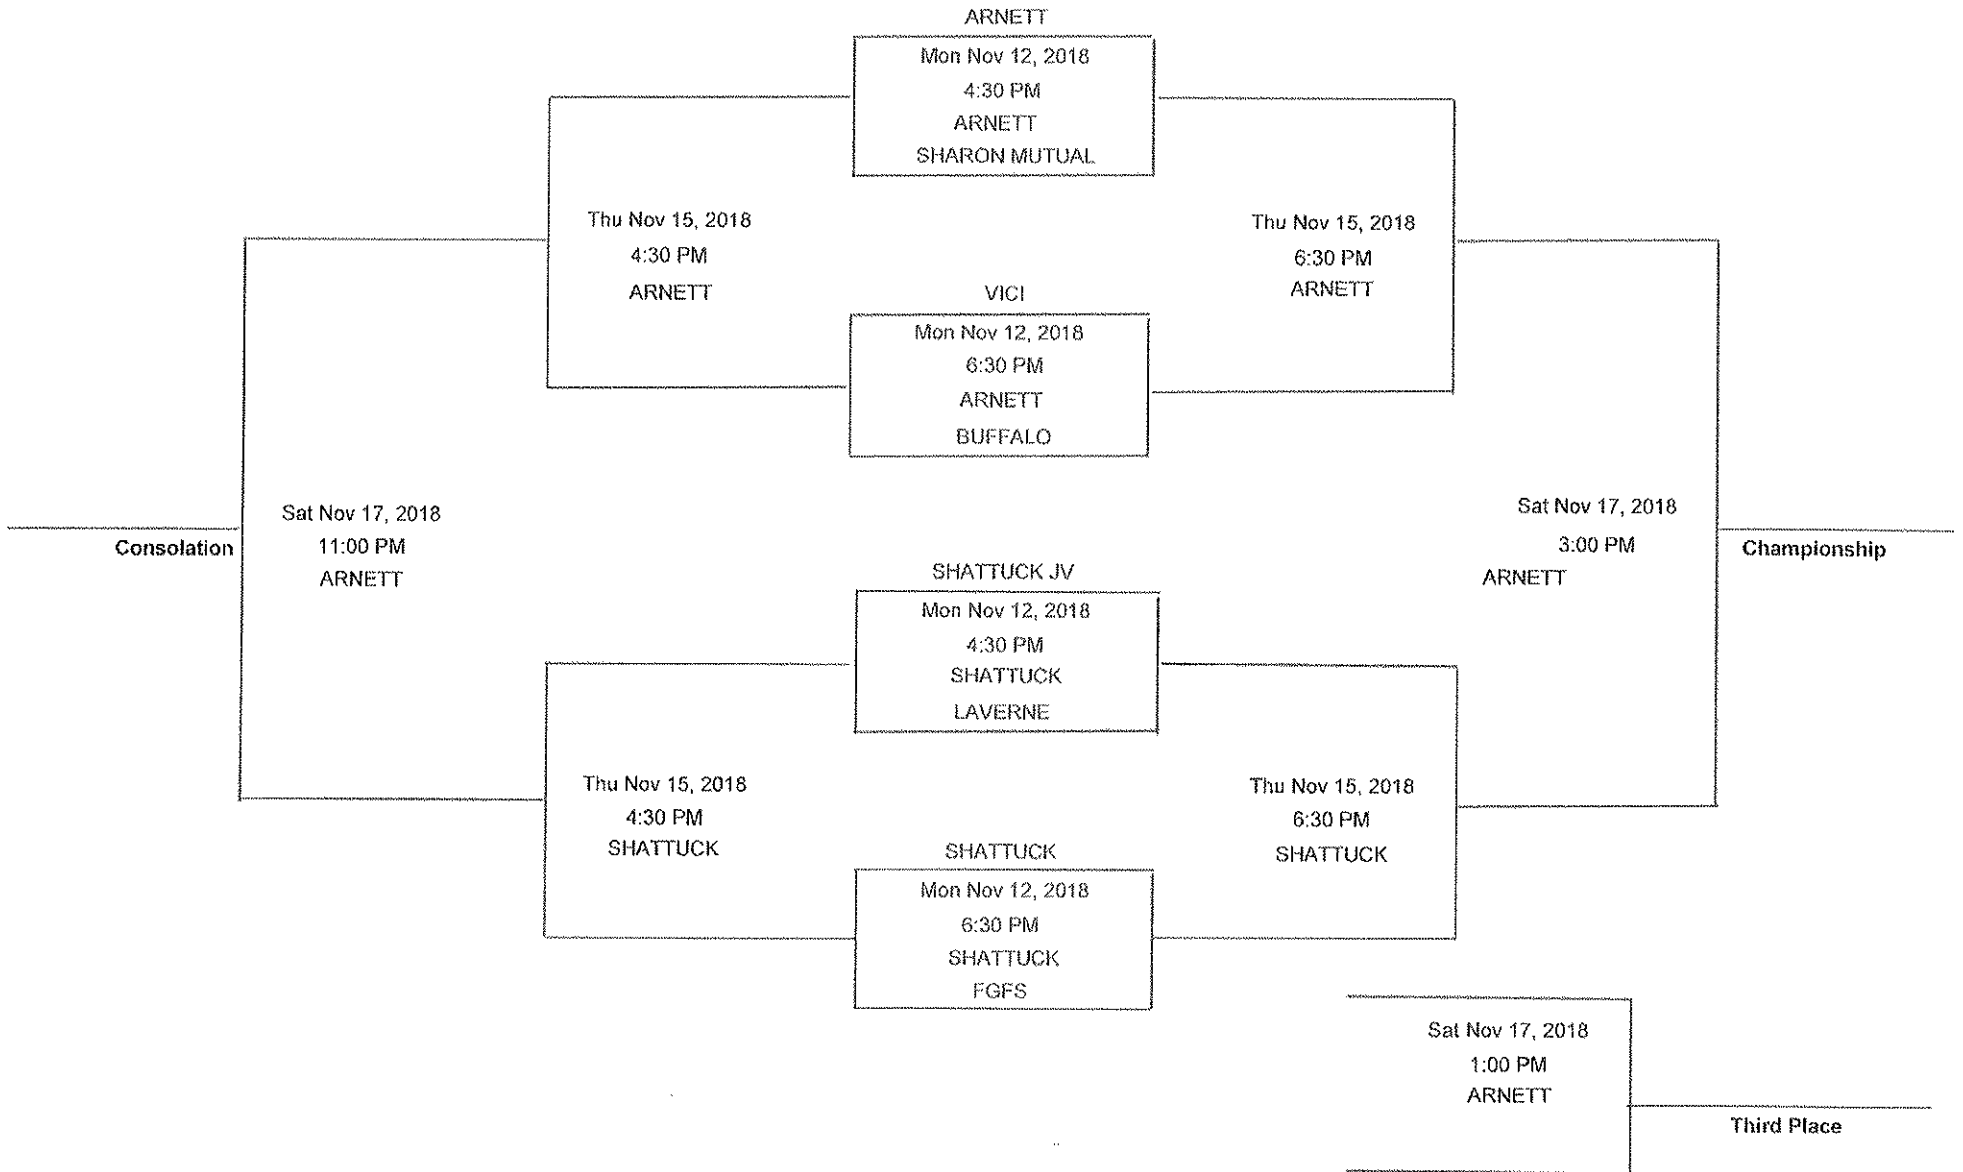 ARNETT
Mon Nov 12, 2018
4:30 PM
ARNETT
SHARON MUTUAL
Thu Nov 15, 2018
4:30 PM
ARNETT
Thu Nov 15, 2018
6:30 PM
ARNETT
VICI
Mon Nov 12, 2018
6:30 PM
ARNETT
BUFFALO
Sat Nov 17, 2018
11:00 PM
ARNETT
Consolation
Sat Nov 17, 2018
3:00 PM
ARNETT
Championship
SHATTUCK JV
Mon Nov 12, 2018
4:30 PM
SHATTUCK
LAVERNE
Thu Nov 15, 2018
4:30 PM
SHATTUCK
Thu Nov 15, 2018
6:30 PM
SHATTUCK
SHATTUCK
Mon Nov 12, 2018
6:30 PM
SHATTUCK
FGFS
Sat Nov 17, 2018
1:00 PM
ARNETT
Third Place